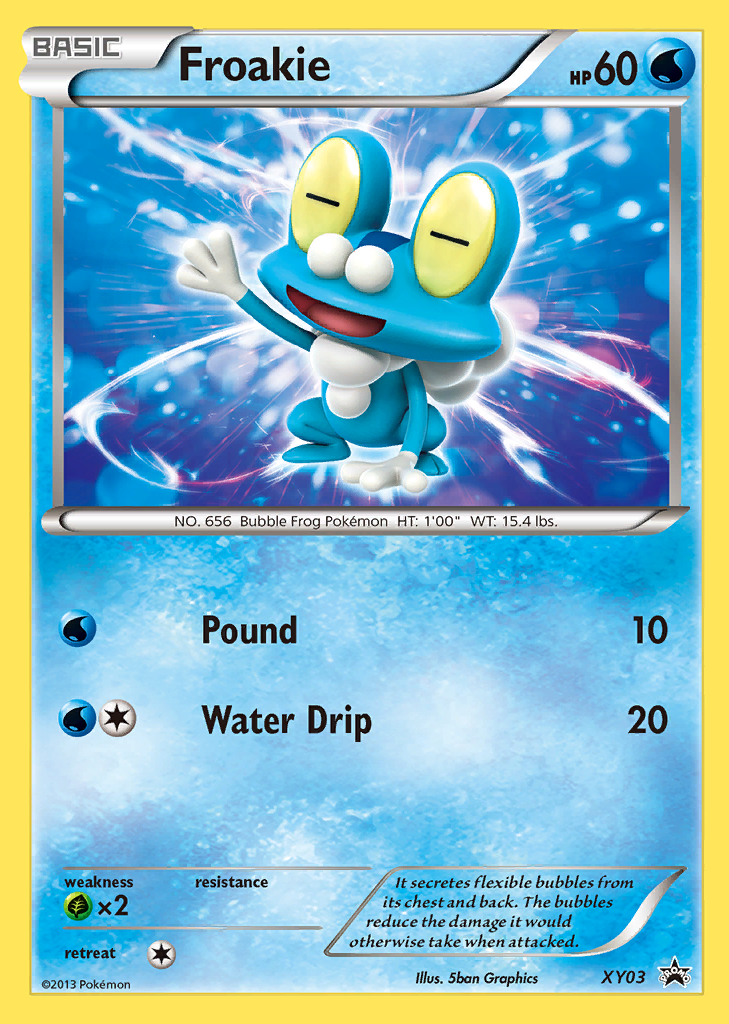 BASIC
Froakie
HP60
NO. 656 Bubble Frog Pokémon HT: 1'00" WT: 15.4 lbs.
Pound 10
Water Drip 20
weakness resistance
×2
retreat
It secretes flexible bubbles from
its chest and back. The bubbles
reduce the damage it would
otherwise take when attacked.
©2013 Pokémon Illus. 5ban Graphics XY03 PROMO